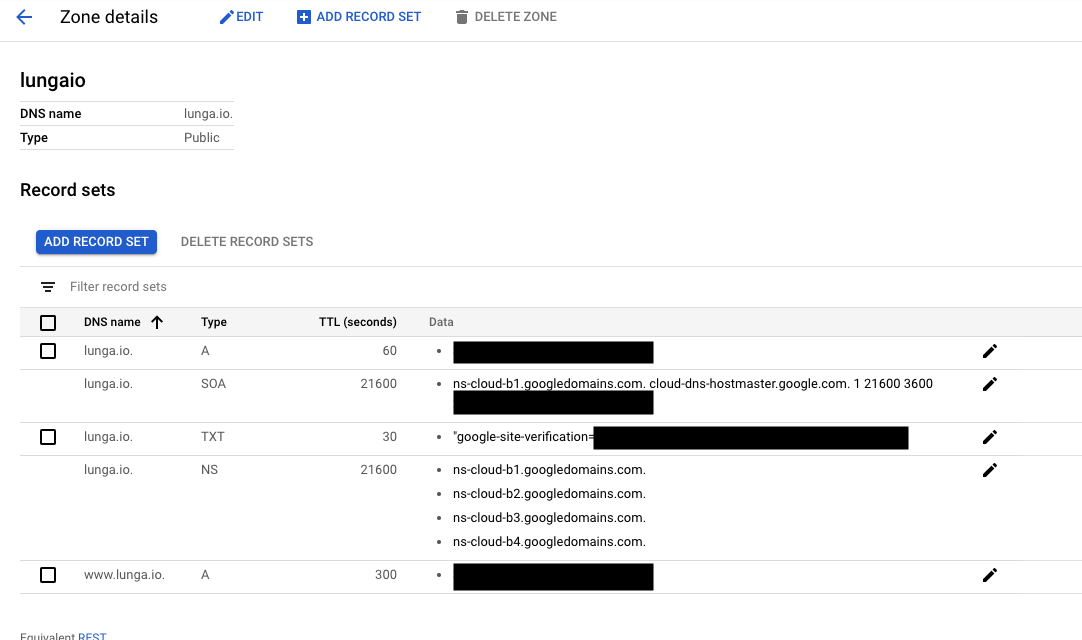 Zone details EDIT ADD RECORD SET DELETE ZONE
lungaio
DNS name lunga.io.
Type Public
Record sets
ADD RECORD SET DELETE RECORD SETS
Filter record sets
DNS name Type TTL (seconds) Data
lunga.io. A 60
lunga.io. SOA 21600 ns-cloud-b1.googledomains.com. cloud-dns-hostmaster.google.com. 1 21600 3600
lunga.io. TXT 30 "google-site-verification=
lunga.io. NS 21600 ns-cloud-b1.googledomains.com.
ns-cloud-b2.googledomains.com.
ns-cloud-b3.googledomains.com.
ns-cloud-b4.googledomains.com.
www.lunga.io. A 300
Equivalent REST